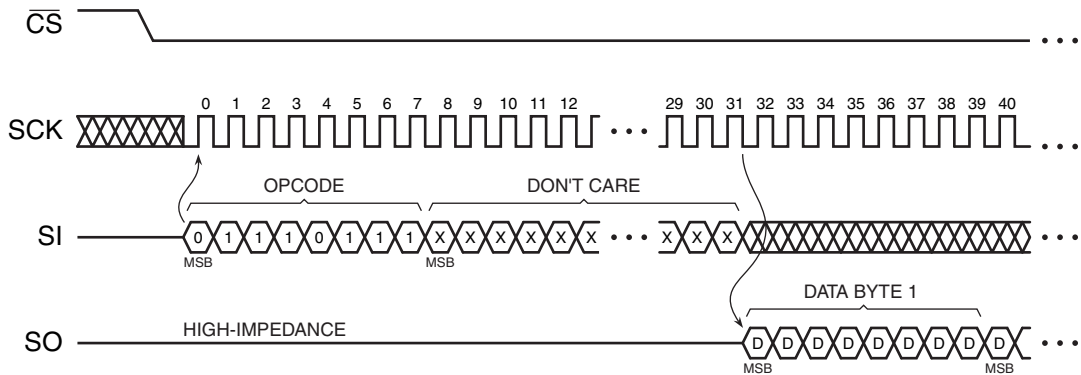 CS
0 1 2 3 4 5 6 7 8 9 10 11 12 29 30 31 32 33 34 35 36 37 38 39 40
SCK
OPCODE DON'T CARE
SI 0 1 1 1 0 1 1 1 X X X X X X X X X
MSB MSB
DATA BYTE 1
HIGH-IMPEDANCE
SO D D D D D D D D D
MSB MSB